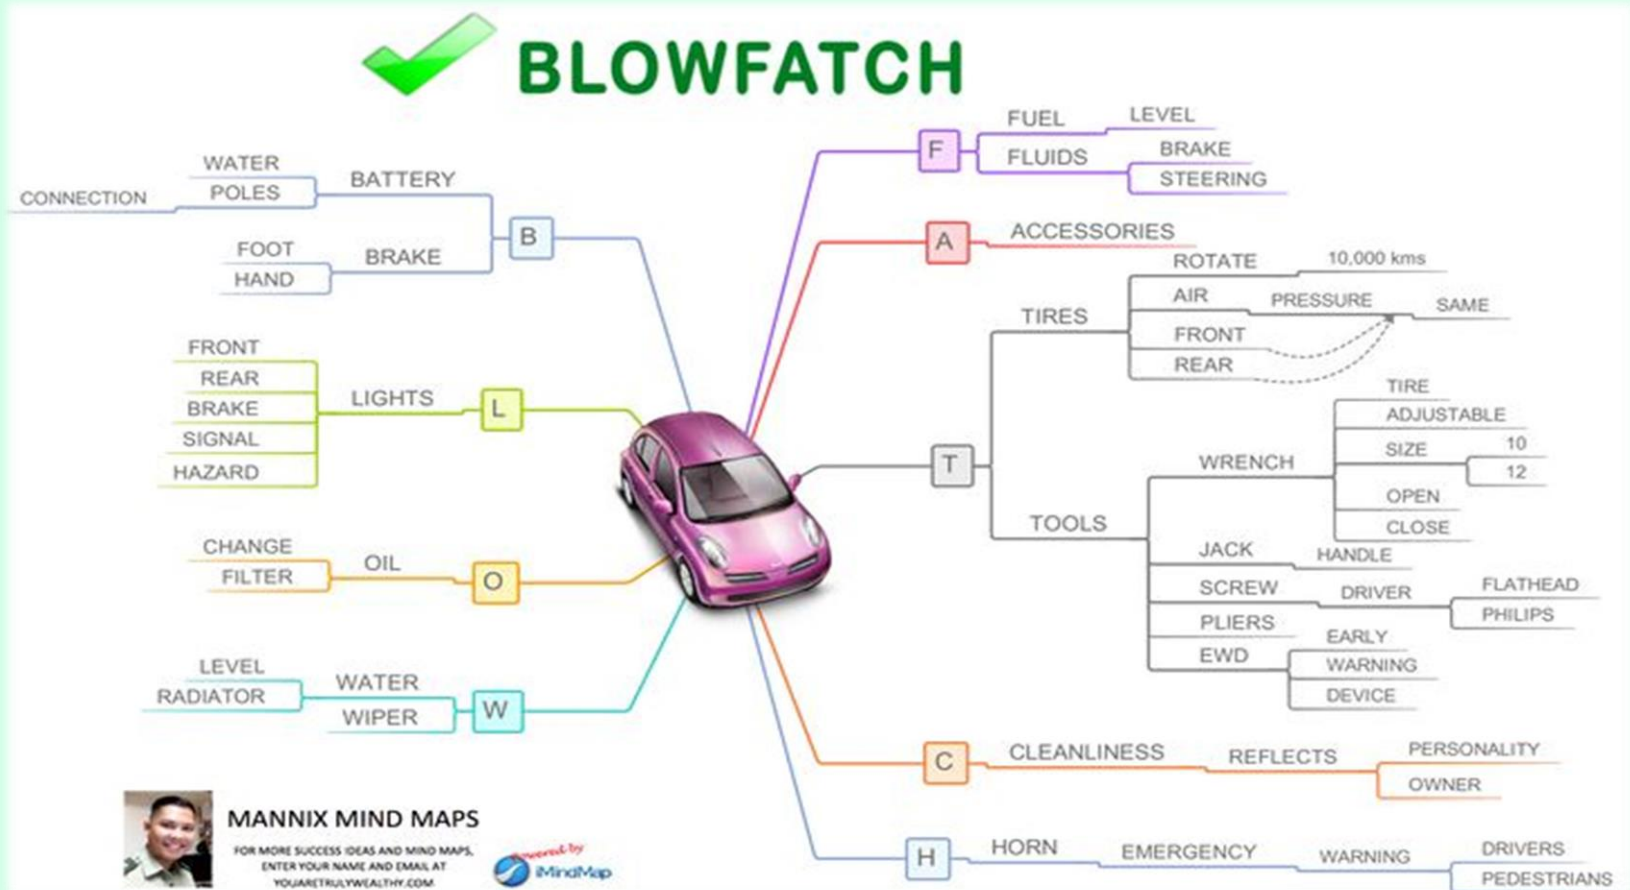 BLOWFATCH
B
BATTERY
WATER
POLES
CONNECTION
BRAKE
FOOT
HAND
L
LIGHTS
FRONT
REAR
BRAKE
SIGNAL
HAZARD
O
OIL
CHANGE
FILTER
W
WATER
LEVEL
RADIATOR
WIPER
F
FUEL
LEVEL
FLUIDS
BRAKE
STEERING
A
ACCESSORIES
T
TIRES
ROTATE
10,000 kms
AIR
PRESSURE
SAME
FRONT
REAR
TOOLS
WRENCH
TIRE
ADJUSTABLE
SIZE
10
12
OPEN
CLOSE
JACK
HANDLE
SCREW
DRIVER
FLATHEAD
PHILIPS
PLIERS
EWD
EARLY
WARNING
DEVICE
C
CLEANLINESS
REFLECTS
PERSONALITY
OWNER
H
HORN
EMERGENCY
WARNING
DRIVERS
PEDESTRIANS
MANNIX MIND MAPS
FOR MORE SUCCESS IDEAS AND MIND MAPS,
ENTER YOUR NAME AND EMAIL AT
YOUARETRULYWEALTHY.COM
Powered by
iMindMap